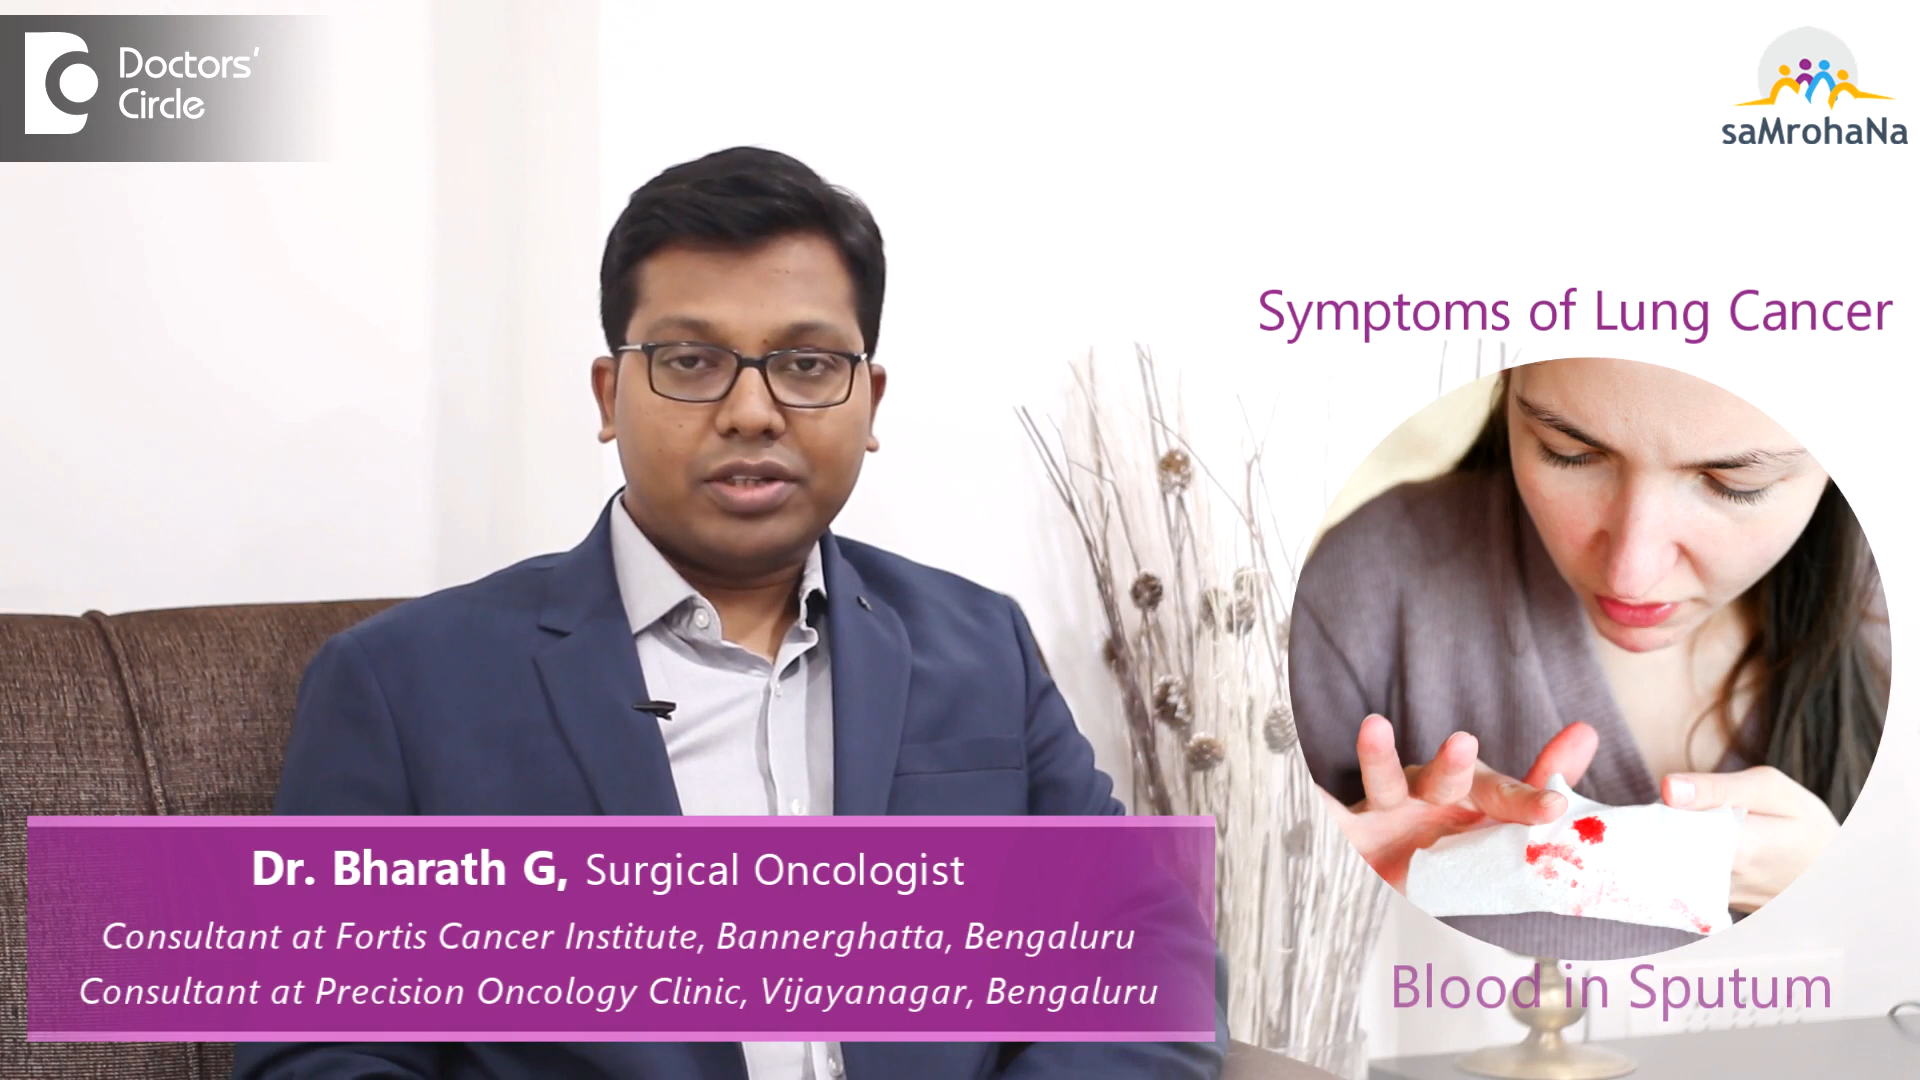 Doctors'
Circle
saMrohaNa
Symptoms of Lung Cancer
Blood in Sputum
Dr. Bharath G, Surgical Oncologist
Consultant at Fortis Cancer Institute, Bannerghatta, Bengaluru
Consultant at Precision Oncology Clinic, Vijayanagar, Bengaluru